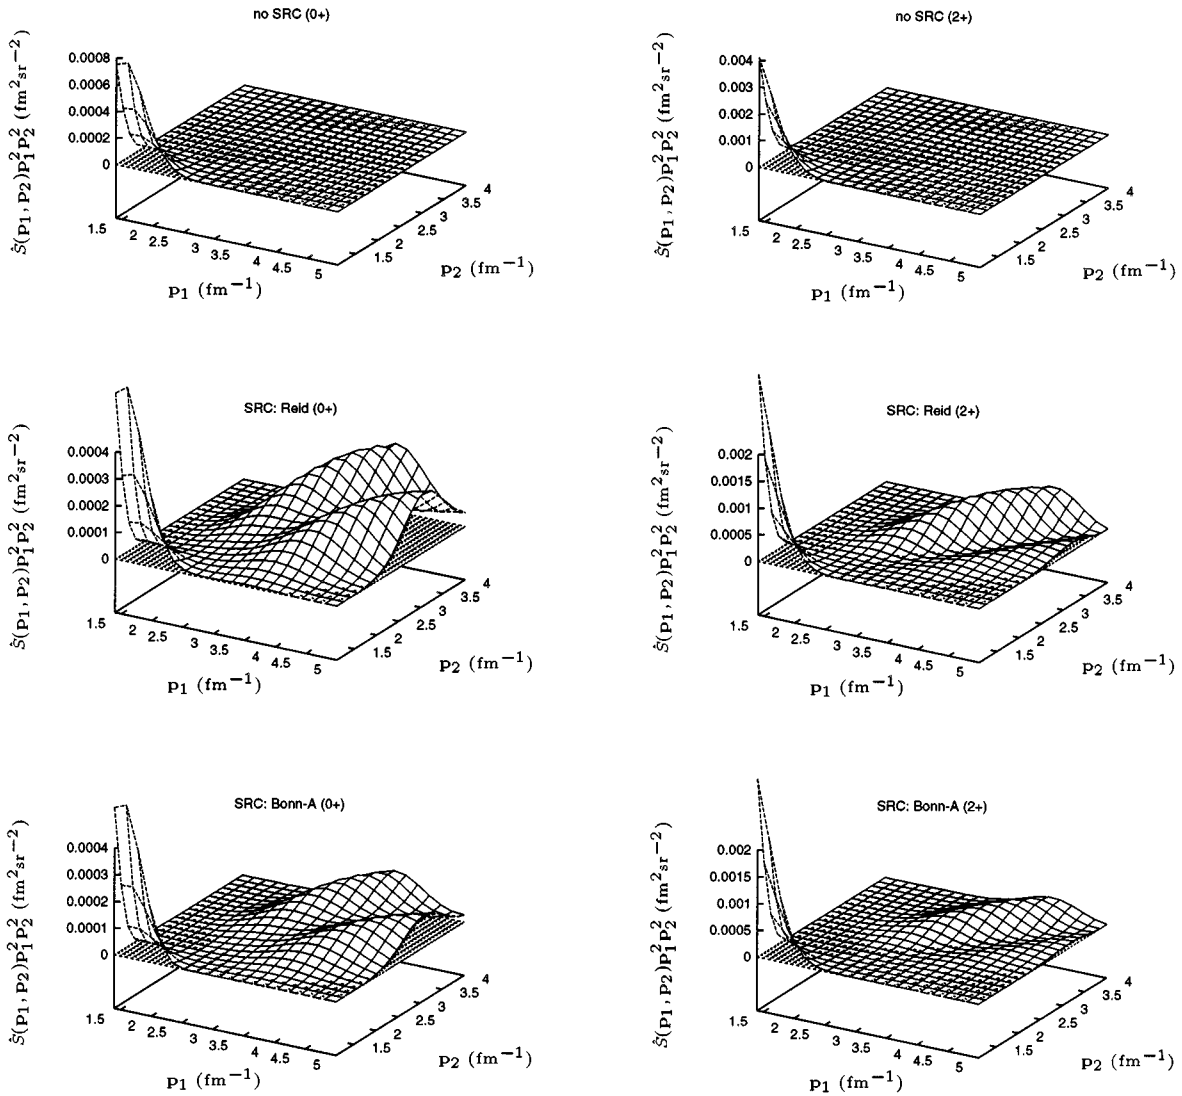 no SRC (0+)
Ŝ(p₁, p₂)p₁²p₂² (fm²sr⁻²)
0.0008
0.0006
0.0004
0.0002
0
1.5 2 2.5 3 3.5 4 4.5 5
p₁ (fm⁻¹)
1.5 2 2.5 3 3.5 4
p₂ (fm⁻¹)
no SRC (2+)
Ŝ(p₁, p₂)p₁²p₂² (fm²sr⁻²)
0.004
0.003
0.002
0.001
0
1.5 2 2.5 3 3.5 4 4.5 5
p₁ (fm⁻¹)
1.5 2 2.5 3 3.5 4
p₂ (fm⁻¹)
SRC: Reid (0+)
Ŝ(p₁, p₂)p₁²p₂² (fm²sr⁻²)
0.0004
0.0003
0.0002
0.0001
0
1.5 2 2.5 3 3.5 4 4.5 5
p₁ (fm⁻¹)
1.5 2 2.5 3 3.5 4
p₂ (fm⁻¹)
SRC: Reid (2+)
Ŝ(p₁, p₂)p₁²p₂² (fm²sr⁻²)
0.002
0.0015
0.001
0.0005
0
1.5 2 2.5 3 3.5 4 4.5 5
p₁ (fm⁻¹)
1.5 2 2.5 3 3.5 4
p₂ (fm⁻¹)
SRC: Bonn-A (0+)
Ŝ(p₁, p₂)p₁²p₂² (fm²sr⁻²)
0.0004
0.0003
0.0002
0.0001
0
1.5 2 2.5 3 3.5 4 4.5 5
p₁ (fm⁻¹)
1.5 2 2.5 3 3.5 4
p₂ (fm⁻¹)
SRC: Bonn-A (2+)
Ŝ(p₁, p₂)p₁²p₂² (fm²sr⁻²)
0.002
0.0015
0.001
0.0005
0
1.5 2 2.5 3 3.5 4 4.5 5
p₁ (fm⁻¹)
1.5 2 2.5 3 3.5 4
p₂ (fm⁻¹)